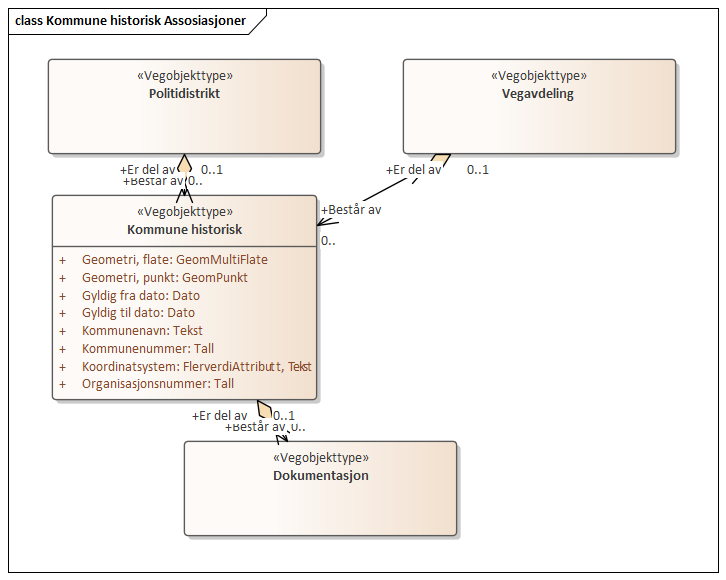 class Kommune historisk Assosiasjoner
«Vegobjekttype»
Politidistrikt
«Vegobjekttype»
Vegavdeling
+Er del av 0..1
+Består av 0..
+Er del av 0..1
+Består av
0..
«Vegobjekttype»
Kommune historisk
+ Geometri, flate: GeomMultiFlate
+ Geometri, punkt: GeomPunkt
+ Gyldig fra dato: Dato
+ Gyldig til dato: Dato
+ Kommunenavn: Tekst
+ Kommunenummer: Tall
+ Koordinatsystem: FlerverdiAttributt, Tekst
+ Organisasjonsnummer: Tall
+Er del av 0..1
+Består av 0..
«Vegobjekttype»
Dokumentasjon